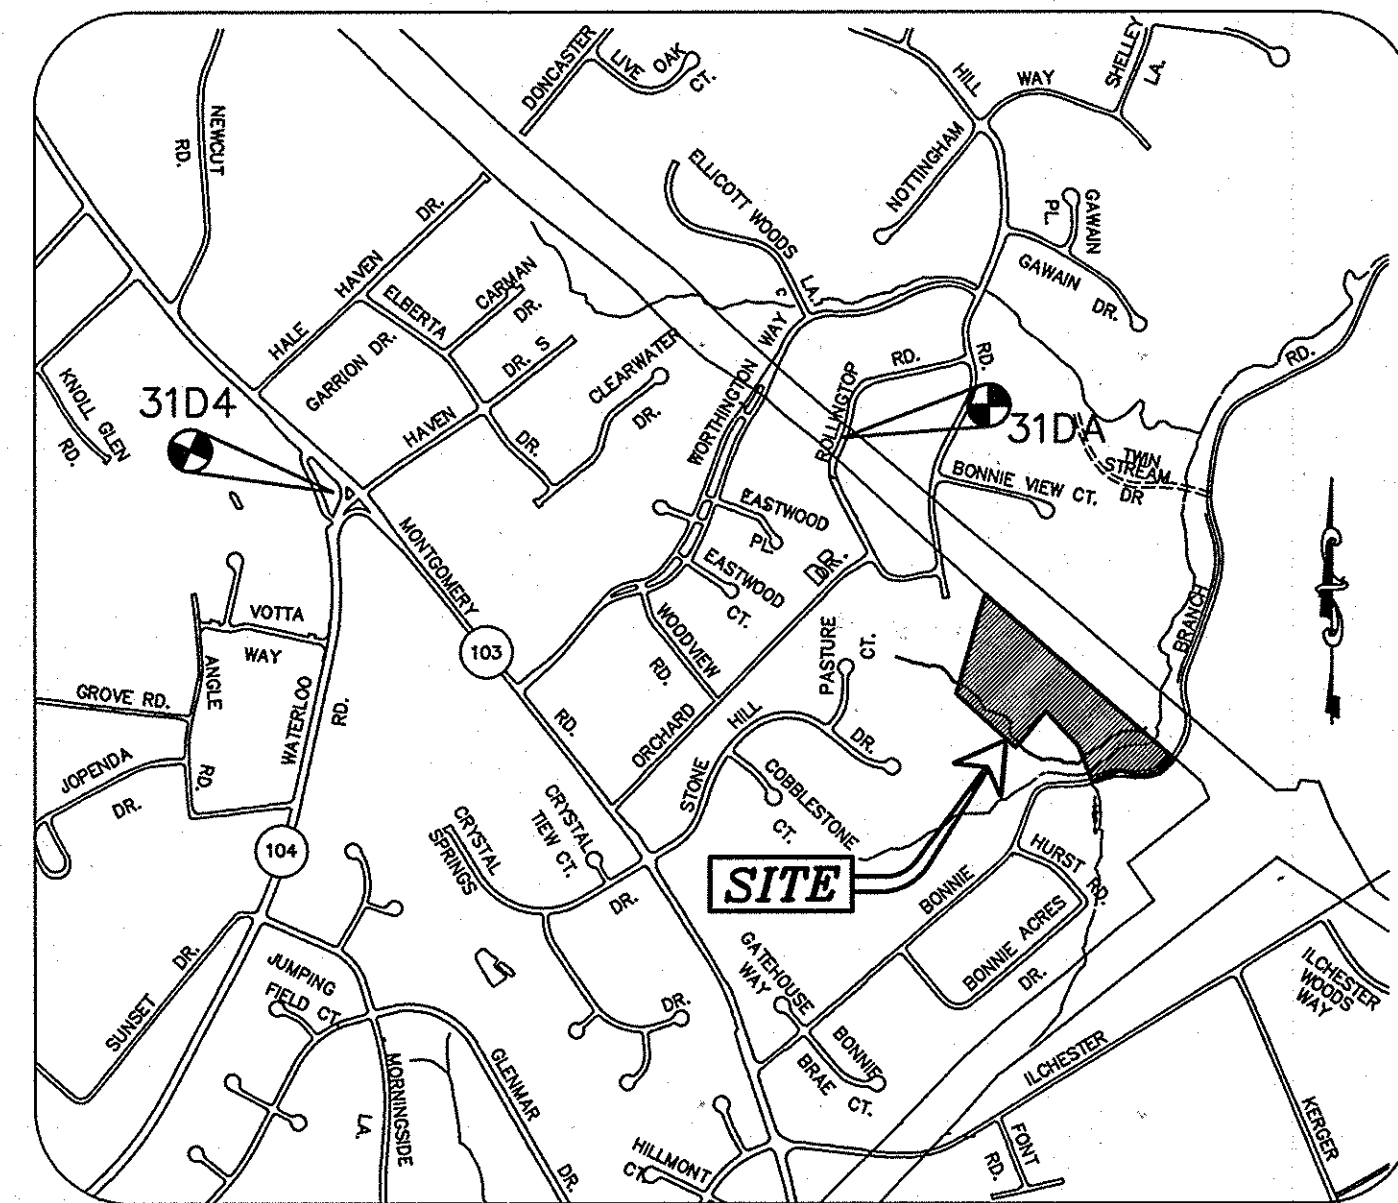 DONCASTER
LIVE OAK
CT.
HILL
WAY
SHELLEY
LA.
NEWCUT
RD.
NOTTINGHAM
ELLICOTT WOODS
LA.
GAWAIN
PL.
GAWAIN
DR.
HALE HAVEN
DR.
ELBERTA
CARMAN
DR.
GARRION DR.
DR. S
HAVEN
DR.
CLEARWATER
DR.
WORTHINGTON WAY
C
ROLLINGTOP
RD.
RD.
RD.
KNOLL GLEN
RD.
31D4
31DA
TWIN
STREAM
DR
BONNIE VIEW CT.
EASTWOOD
PL.
EASTWOOD
CT.
DR.
MONTGOMERY
RD.
103
WOODVIEW
RD.
ORCHARD
PASTURE
CT.
BRANCH
VOTTA
WAY
ANGLE
RD.
GROVE RD.
WATERLOO
RD.
JOPENDA
DR.
STONE
HILL
DR.
COBBLESTONE
CT.
CRYSTAL
TIEW CT.
CRYSTAL
SPRINGS
DR.
104
SITE
HURST RD.
BONNIE
BONNIE ACRES
DR.
GATEHOUSE
WAY
BONNIE
BRAE CT.
SUNSET
DR.
JUMPING
FIELD CT.
DR.
MORNINGSIDE
LA.
GLENMAR
DR.
ILCHESTER
ILCHESTER
WOODS
WAY
KERGER
FONT
RD.
HILLMONT
CT.